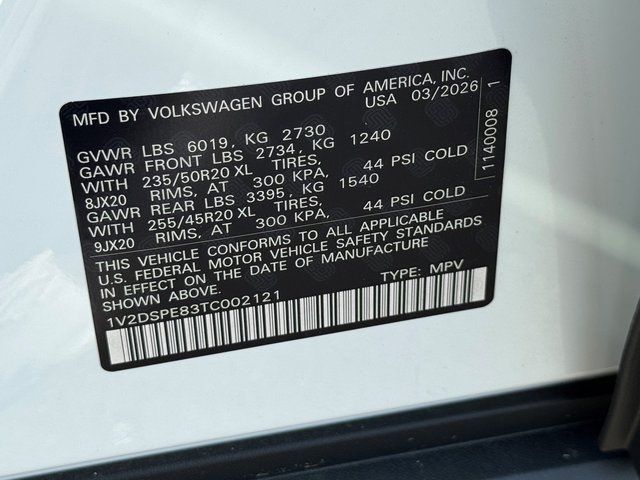 MFD BY VOLKSWAGEN GROUP OF AMERICA, INC.
USA 03/2026
GVWR LBS 6019, KG 2730
GAWR FRONT LBS 2734, KG 1240
WITH 235/50R20 XL TIRES,
8JX20 RIMS, AT 300 KPA, 44 PSI COLD
GAWR REAR LBS 3395, KG 1540
WITH 255/45R20 XL TIRES,
9JX20 RIMS, AT 300 KPA, 44 PSI COLD
THIS VEHICLE CONFORMS TO ALL APPLICABLE
U.S. FEDERAL MOTOR VEHICLE SAFETY STANDARDS
IN EFFECT ON THE DATE OF MANUFACTURE
SHOWN ABOVE. TYPE: MPV
1V2DSPE83TC002121
1140008 1